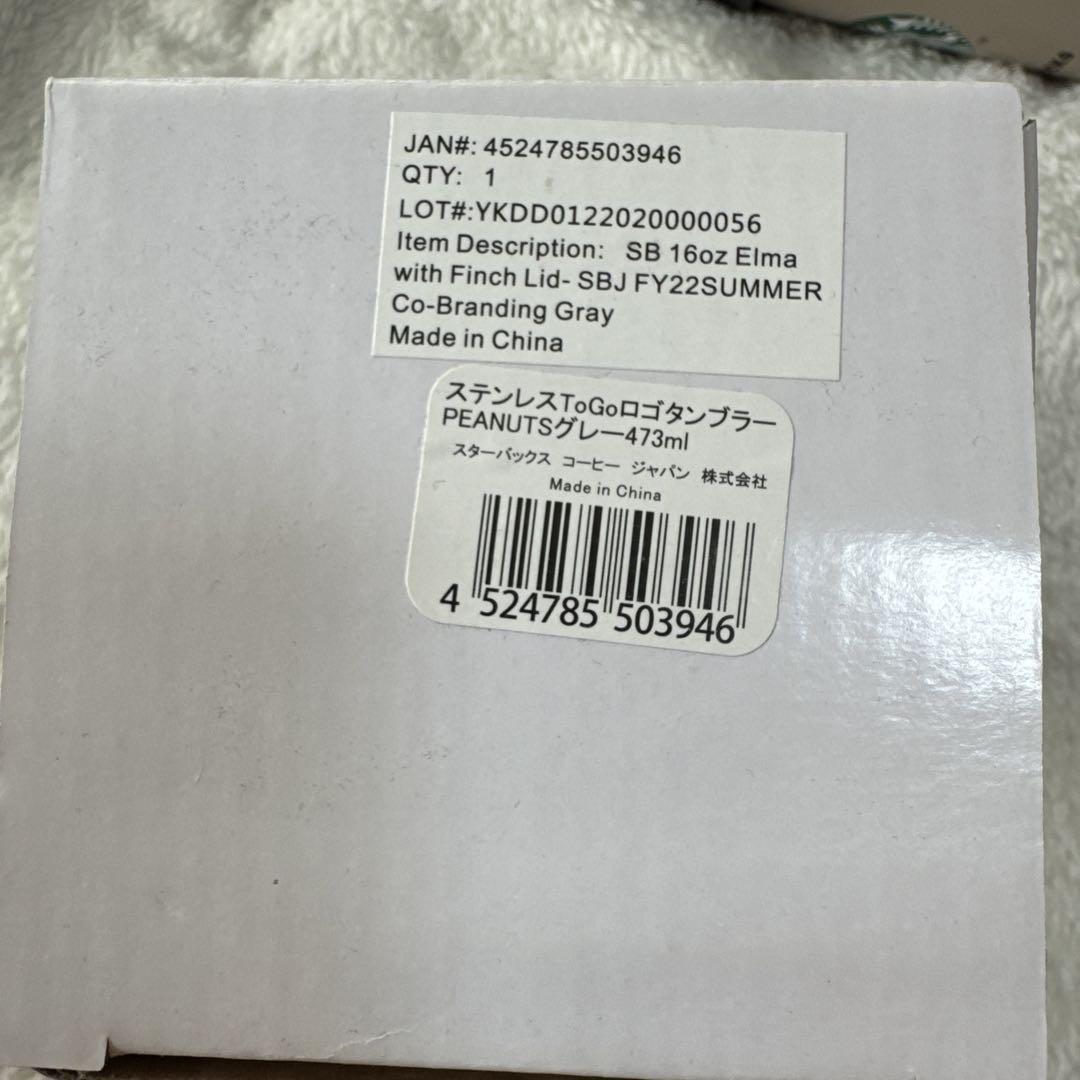 JAN#: 4524785503946
QTY: 1
LOT#:YKDD0122020000056
Item Description: SB 16oz Elma
with Finch Lid- SBJ FY22SUMMER
Co-Branding Gray
Made in China
ステンレスToGoロゴタンブラー
PEANUTSグレー473ml
スターバックス コーヒー ジャパン 株式会社
Made in China
4 524785 503946